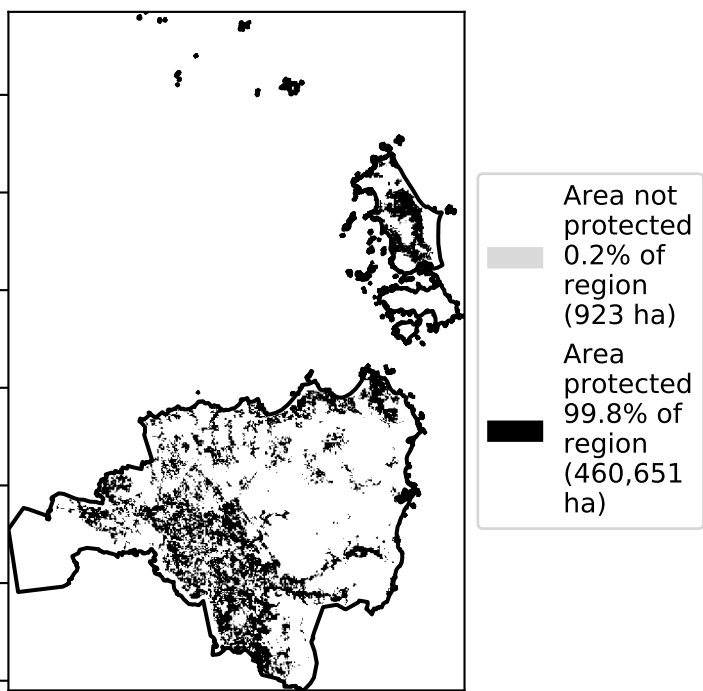 Area not
protected
0.2% of
region
(923 ha)
Area
protected
99.8% of
region
(460,651
ha)